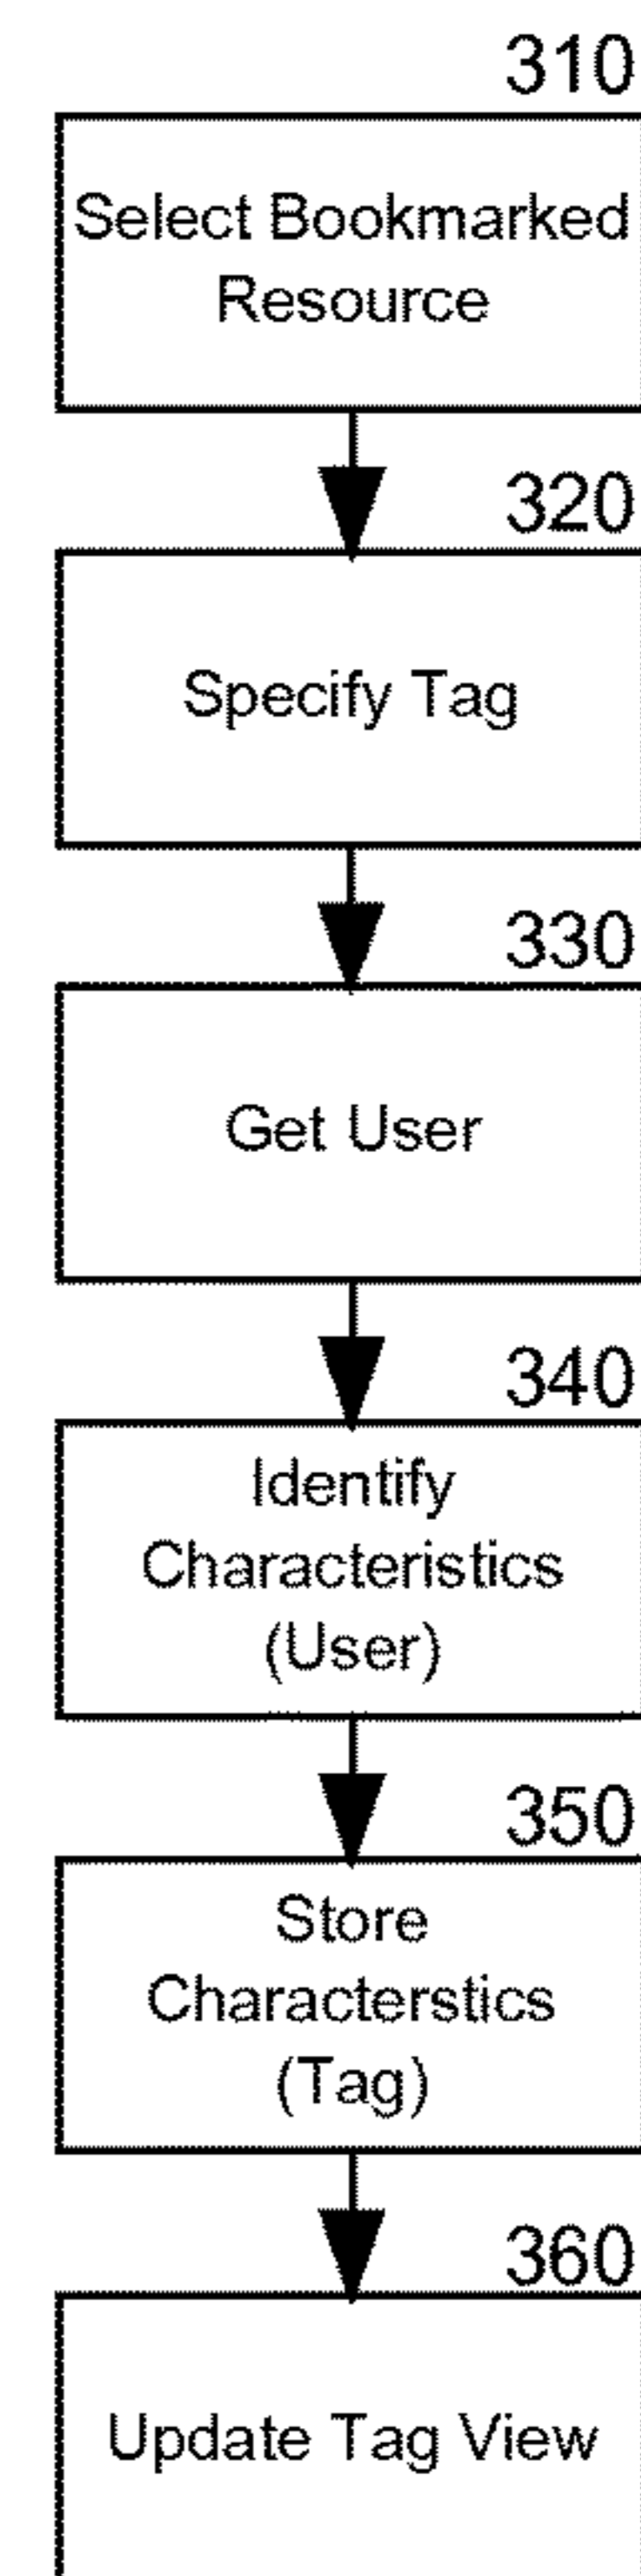 310
Select Bookmarked
Resource
320
Specify Tag
330
Get User
340
Identify
Characteristics
(User)
350
Store
Characterstics
(Tag)
360
Update Tag View